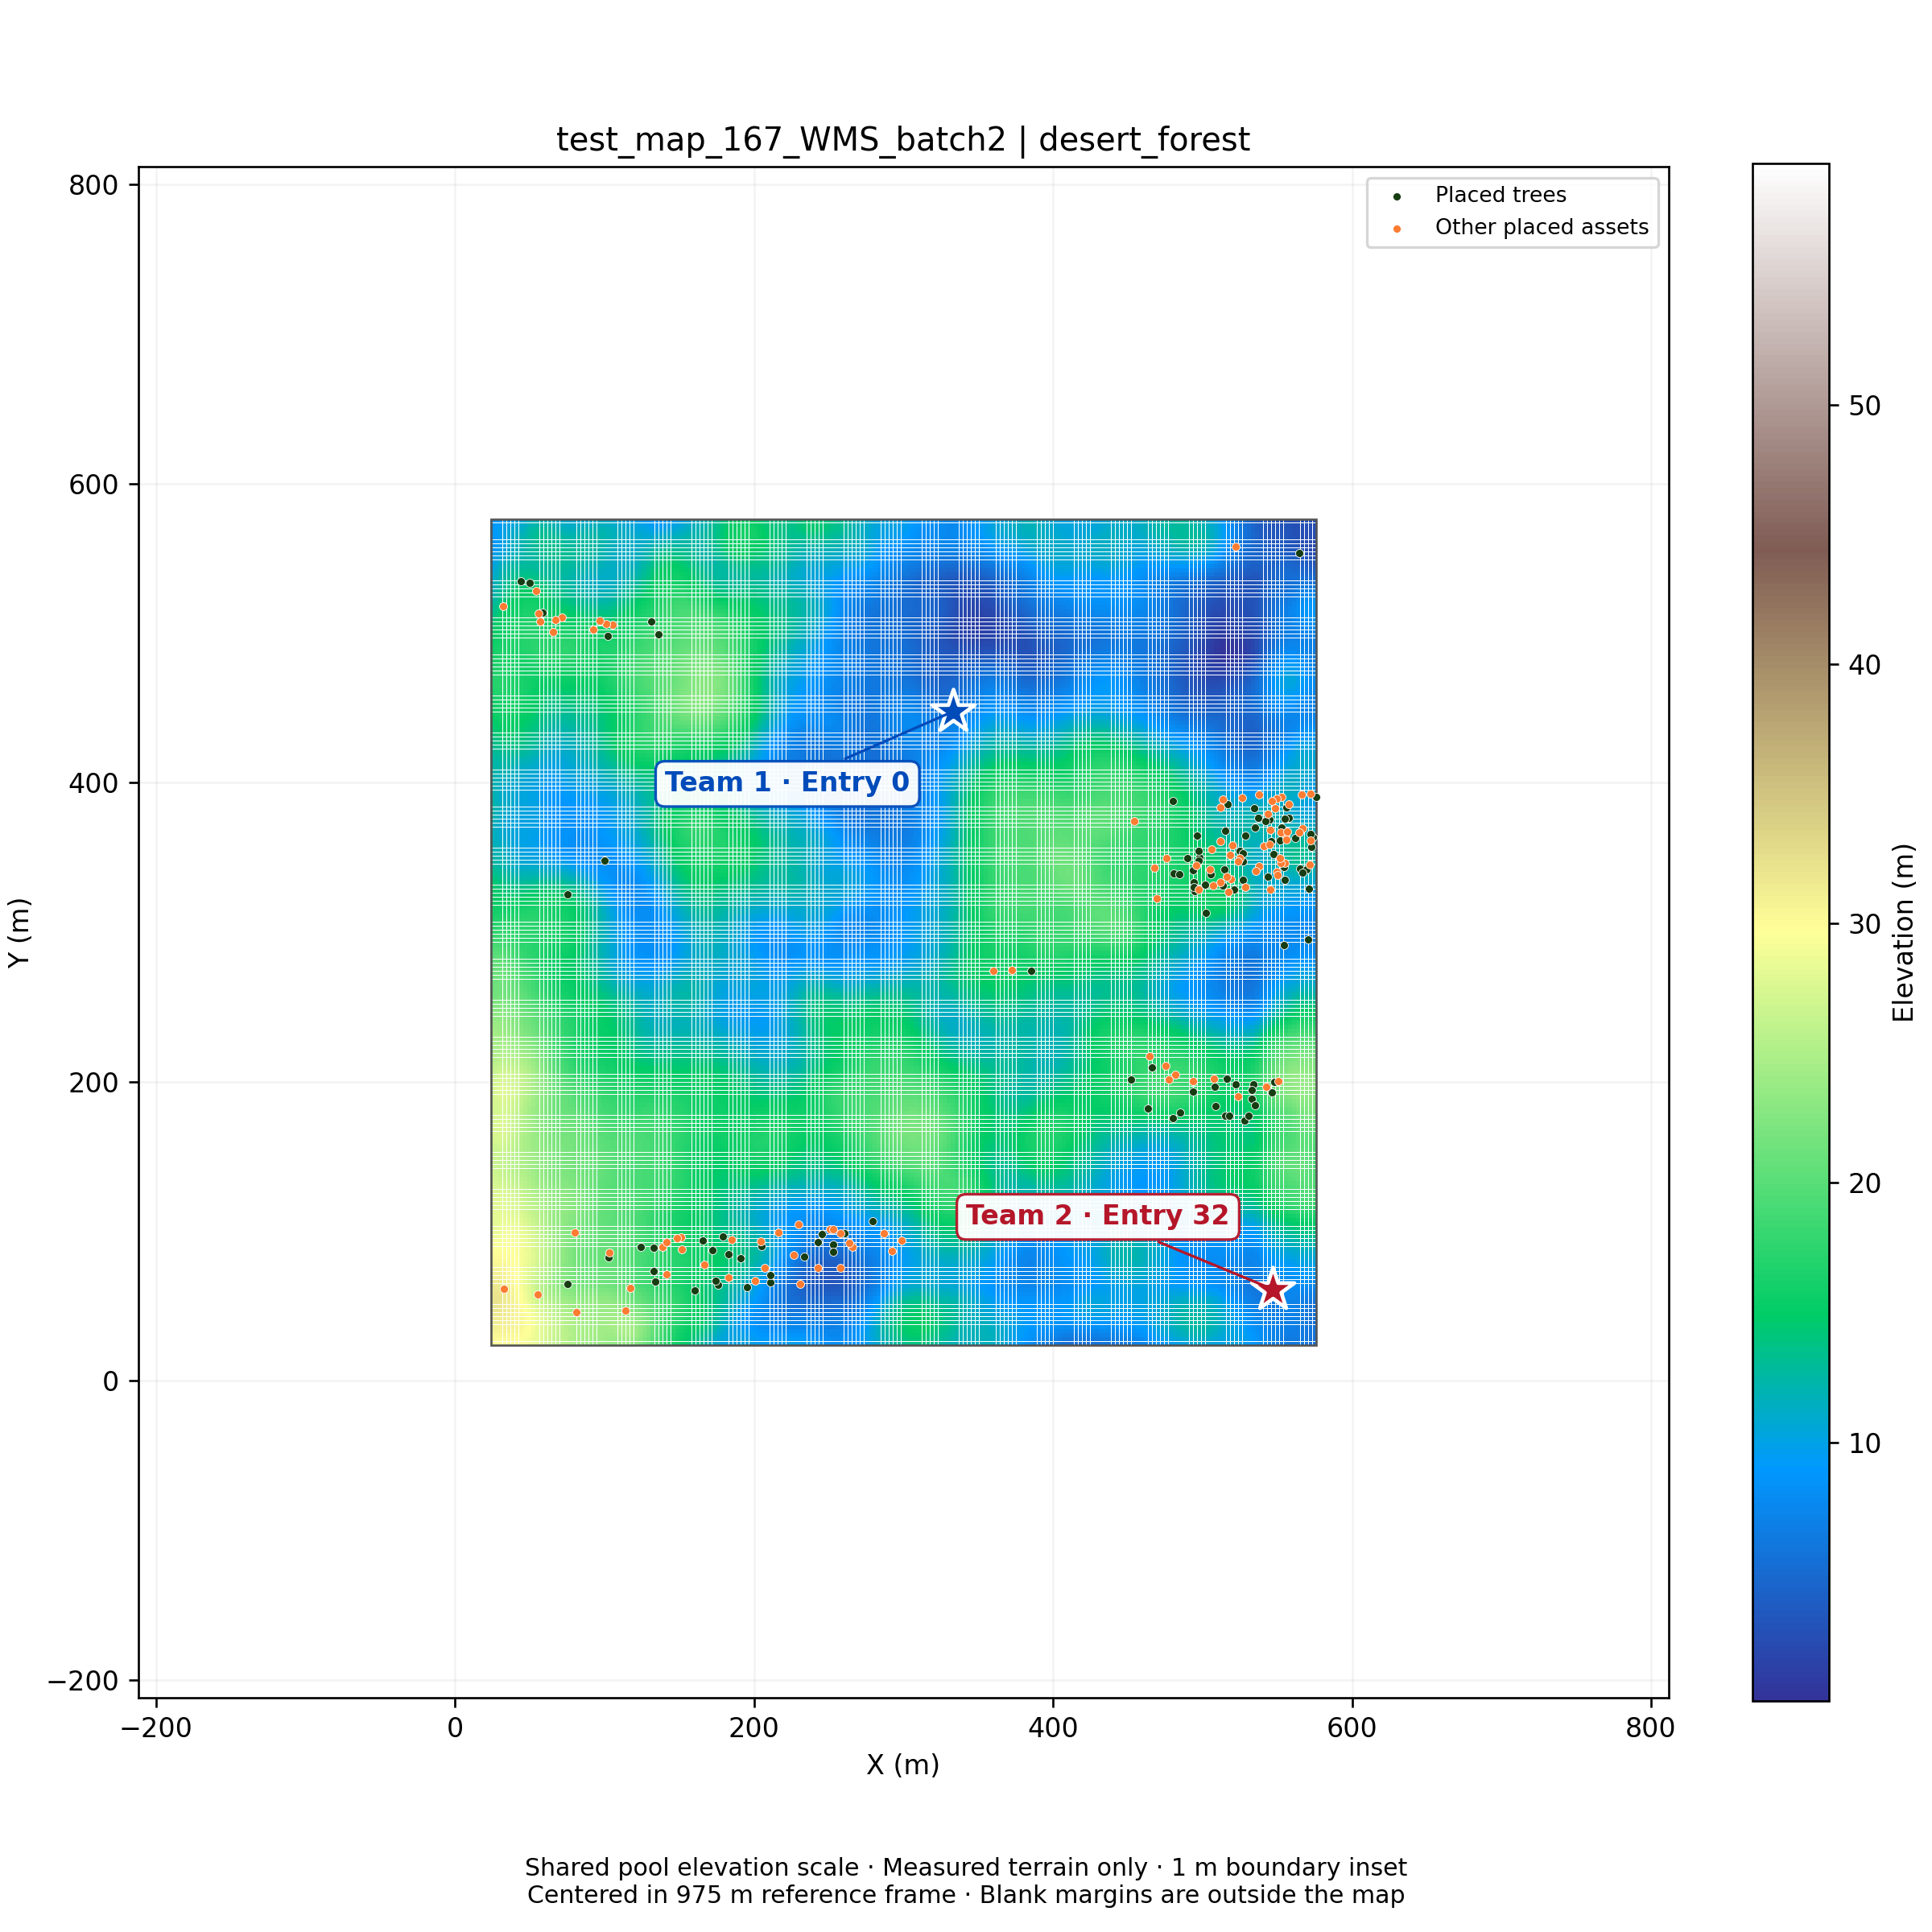 test_map_167_WMS_batch2 | desert_forest
Placed trees
Other placed assets
800
600
400
200
0
−200
Y (m)
Team 1 · Entry 0
Team 2 · Entry 32
−200
0
200
400
600
800
X (m)
50
40
30
20
10
Elevation (m)
Shared pool elevation scale · Measured terrain only · 1 m boundary inset
Centered in 975 m reference frame · Blank margins are outside the map